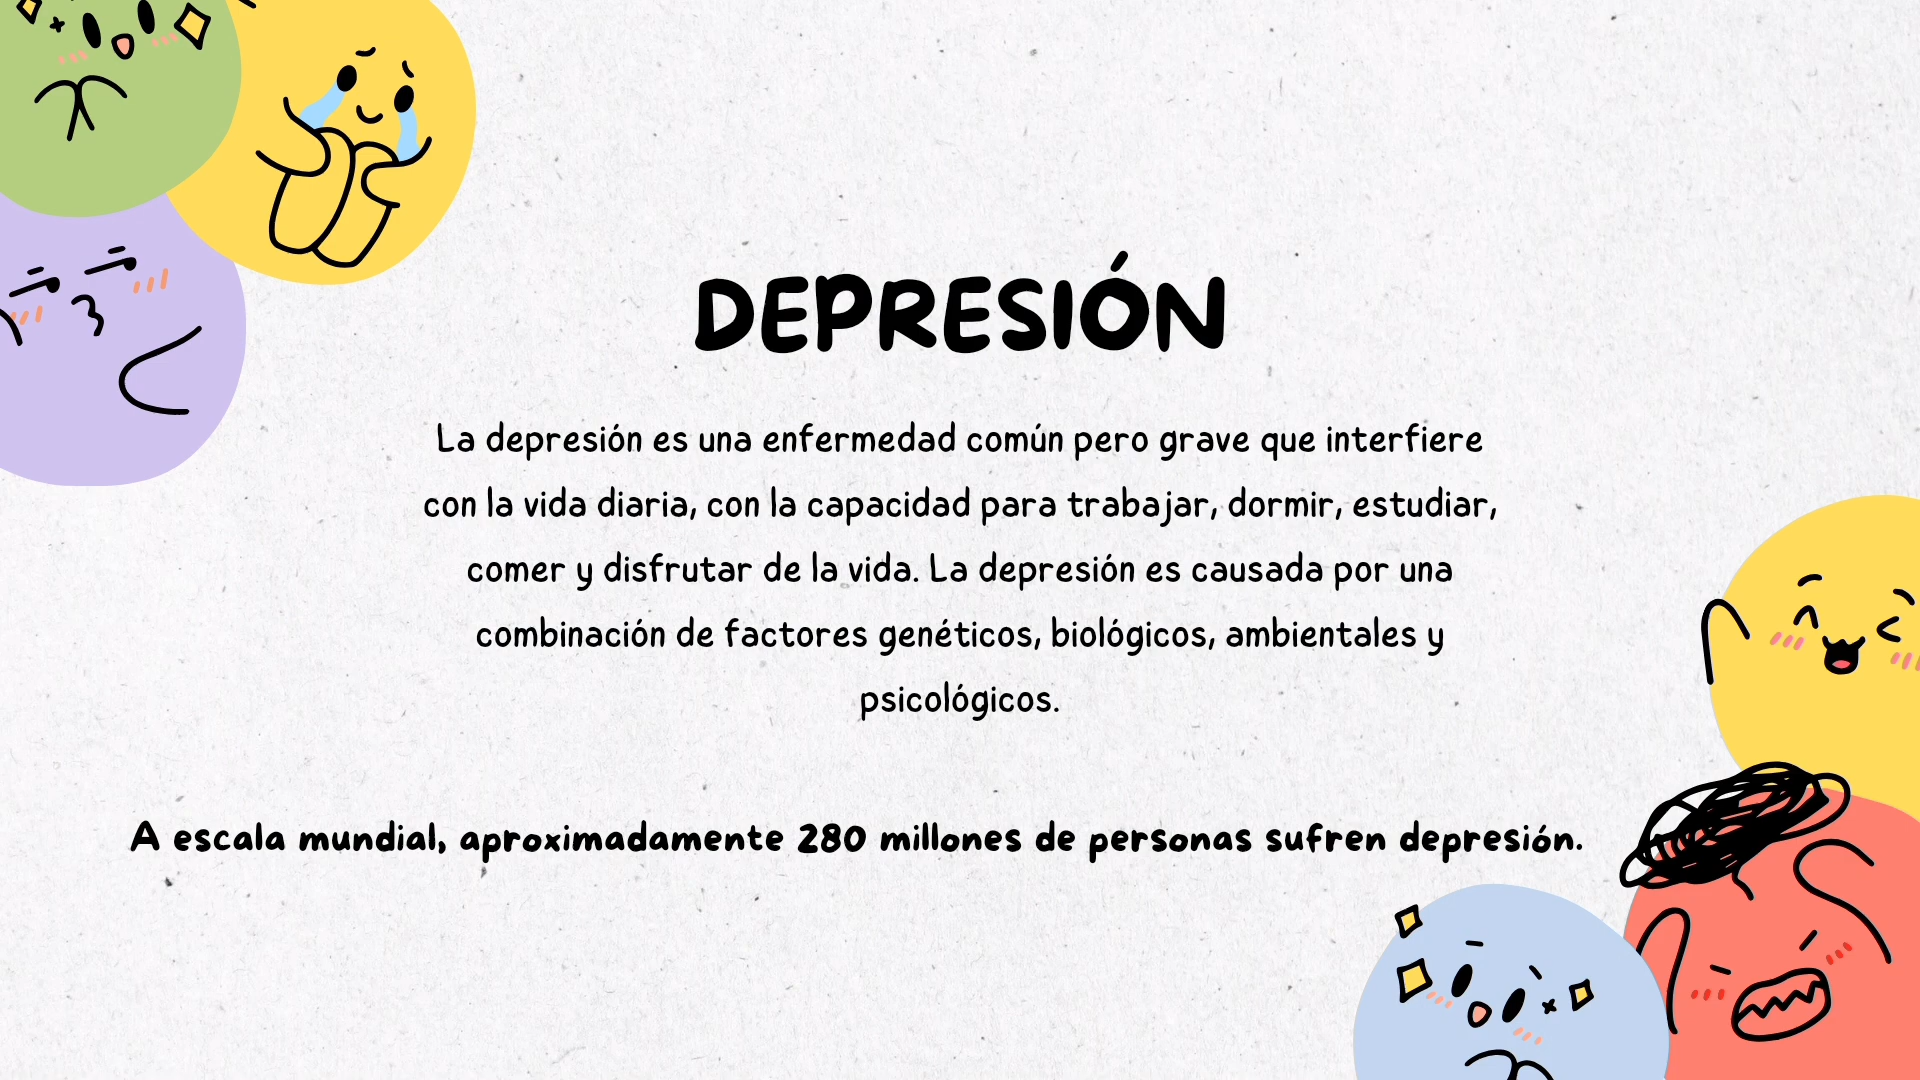 DEPRESIÓN
La depresión es una enfermedad común pero grave que interfiere
con la vida diaria, con la capacidad para trabajar, dormir, estudiar,
comer y disfrutar de la vida. La depresión es causada por una
combinación de factores genéticos, biológicos, ambientales y
psicológicos.
A escala mundial, aproximadamente 280 millones de personas sufren depresión.